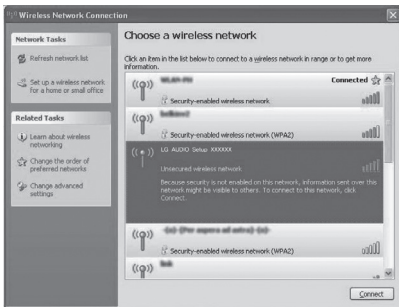 Wireless Network Connection
Network Tasks
Refresh network list
Set up a wireless network
for a home or small office
Related Tasks
Learn about wireless
networking
Change the order of
preferred networks
Change advanced
settings
Choose a wireless network
Click an item in the list below to connect to a wireless network in range or to get more
information.
Connected
Security-enabled wireless network
Security-enabled wireless network (WPA2)
LG AUDIO Setup XXXXXX
Unsecured wireless network
Because security is not enabled on this network, information sent over this
network might be visible to others. To connect to this network, click
Connect.
Security-enabled wireless network (WPA2)
Connect